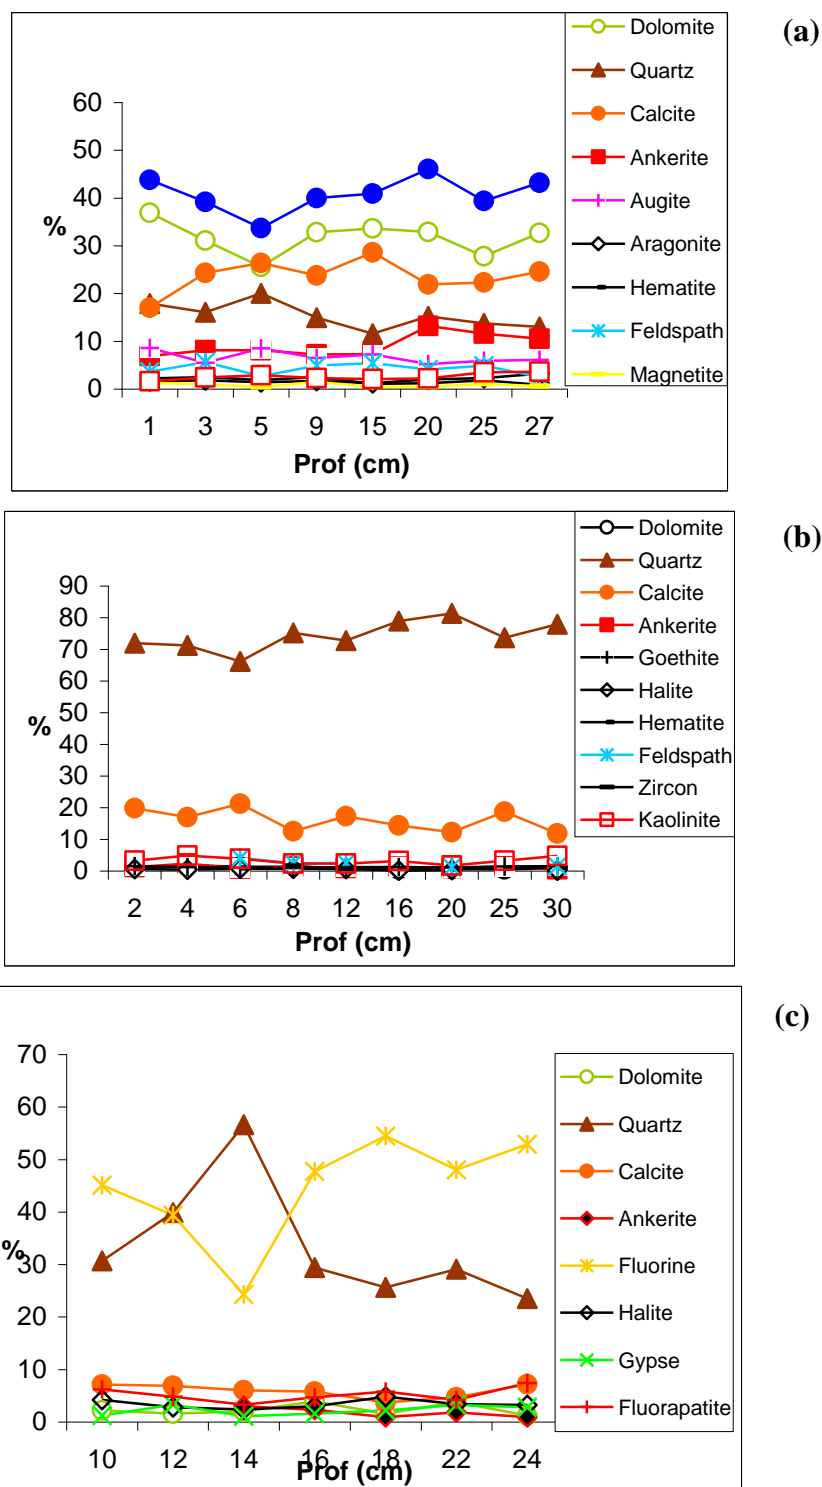 (a)
Dolomite
Quartz
Calcite
Ankerite
Augite
Aragonite
Hematite
Feldspath
Magnetite
60
50
40
30
20
10
0
%
1 3 5 9 15 20 25 27
Prof (cm)
(b)
Dolomite
Quartz
Calcite
Ankerite
Goethite
Halite
Hematite
Feldspath
Zircon
Kaolinite
90
80
70
60
50
40
30
20
10
0
%
2 4 6 8 12 16 20 25 30
Prof (cm)
(c)
Dolomite
Quartz
Calcite
Ankerite
Fluorine
Halite
Gypse
Fluorapatite
70
60
50
40
30
20
10
0
%
10 12 14 16 18 22 24
Prof (cm)